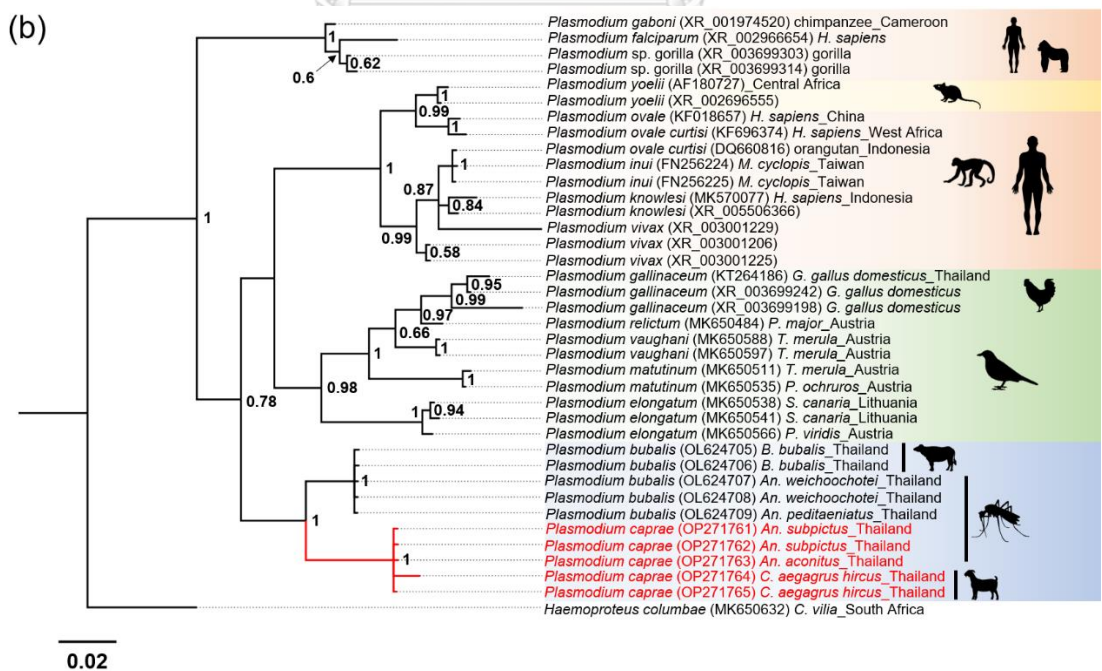 (b)
Plasmodium gaboni (XR_001974520) chimpanzee_Cameroon
Plasmodium falciparum (XR_002966654) H. sapiens
Plasmodium sp. gorilla (XR_003699303) gorilla
Plasmodium sp. gorilla (XR_003699314) gorilla
Plasmodium yoelii (AF180727)_Central Africa
Plasmodium yoelii (XR_002696555)
Plasmodium ovale (KF018657) H. sapiens_China
Plasmodium ovale curtisi (KF696374) H. sapiens_West Africa
Plasmodium ovale curtisi (DQ660816) orangutan_Indonesia
Plasmodium inui (FN256224) M. cyclopis_Taiwan
Plasmodium inui (FN256225) M. cyclopis_Taiwan
Plasmodium knowlesi (MK570077) H. sapiens_Indonesia
Plasmodium knowlesi (XR_005506366)
Plasmodium vivax (XR_003001229)
Plasmodium vivax (XR_003001206)
Plasmodium vivax (XR_003001225)
Plasmodium gallinaceum (KT264186) G. gallus domesticus_Thailand
Plasmodium gallinaceum (XR_003699242) G. gallus domesticus
Plasmodium gallinaceum (XR_003699198) G. gallus domesticus
Plasmodium relictum (MK650484) P. major_Austria
Plasmodium vaughani (MK650588) T. merula_Austria
Plasmodium vaughani (MK650597) T. merula_Austria
Plasmodium matutinum (MK650511) T. merula_Austria
Plasmodium matutinum (MK650535) P. ochruros_Austria
Plasmodium elongatum (MK650538) S. canaria_Lithuania
Plasmodium elongatum (MK650541) S. canaria_Lithuania
Plasmodium elongatum (MK650566) P. viridis_Austria
Plasmodium bubalis (OL624705) B. bubalis_Thailand
Plasmodium bubalis (OL624706) B. bubalis_Thailand
Plasmodium bubalis (OL624707) An. weichoochotei_Thailand
Plasmodium bubalis (OL624708) An. weichoochotei_Thailand
Plasmodium bubalis (OL624709) An. peditaeniatus_Thailand
Plasmodium caprae (OP271761) An. subpictus_Thailand
Plasmodium caprae (OP271762) An. subpictus_Thailand
Plasmodium caprae (OP271763) An. aconitus_Thailand
Plasmodium caprae (OP271764) C. aegagrus hircus_Thailand
Plasmodium caprae (OP271765) C. aegagrus hircus_Thailand
Haemoproteus columbae (MK650632) C. vilia_South Africa
1
0.62
0.6
1
0.99
1
1
1
0.87
0.84
1
0.99
0.58
0.95
0.99
0.97
0.66
1
1
0.98
1
0.78
1
0.94
1
1
1
0.02